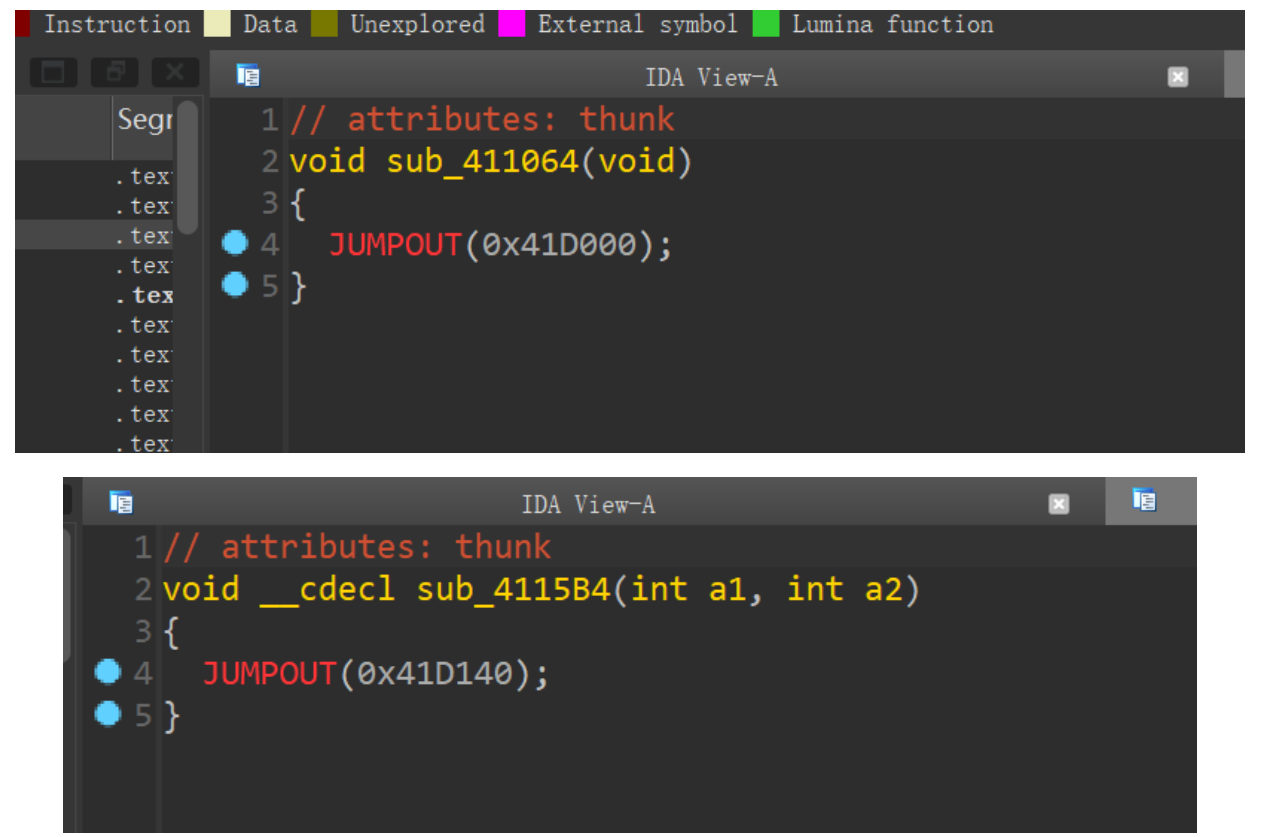 Instruction Data Unexplored External symbol Lumina function
IDA View-A
Segr
.tex
.tex
.tex
.tex
.tex
.tex
.tex
.tex
.tex
.tex
1 // attributes: thunk
2 void sub_411064(void)
3 {
4 JUMPOUT(0x41D000);
5 }
IDA View-A
1 // attributes: thunk
2 void __cdecl sub_4115B4(int a1, int a2)
3 {
4 JUMPOUT(0x41D140);
5 }